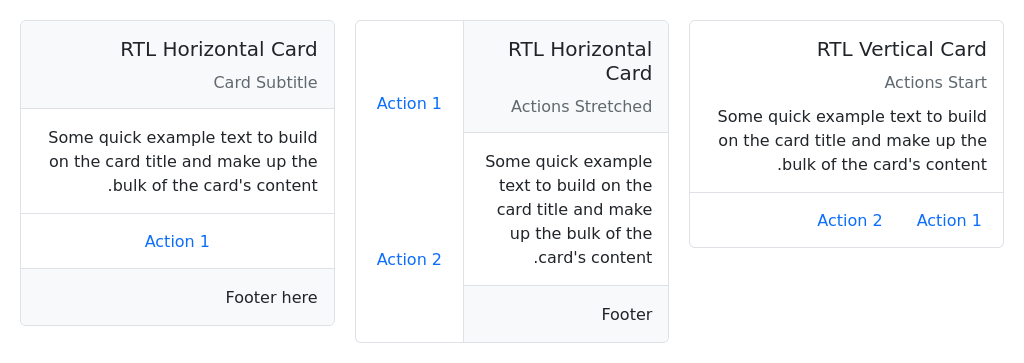 RTL Horizontal Card
Card Subtitle
Some quick example text to build
on the card title and make up the
.bulk of the card's content
Action 1
Footer here
RTL Horizontal
Card
Actions Stretched
Some quick example
text to build on the
card title and make
up the bulk of the
.card's content
Footer
Action 1
Action 2
RTL Vertical Card
Actions Start
Some quick example text to build
on the card title and make up the
.bulk of the card's content
Action 2 Action 1